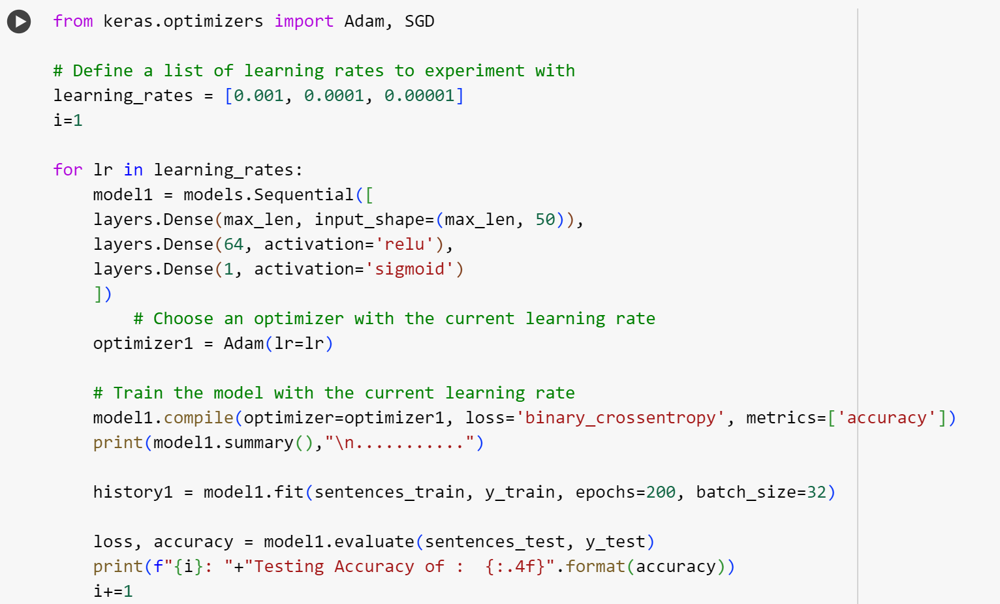 from keras.optimizers import Adam, SGD
# Define a list of learning rates to experiment with
learning_rates = [0.001, 0.0001, 0.00001]
i=1
for lr in learning_rates:
    model1 = models.Sequential([
    layers.Dense(max_len, input_shape=(max_len, 50)),
    layers.Dense(64, activation='relu'),
    layers.Dense(1, activation='sigmoid')
    ])
        # Choose an optimizer with the current learning rate
    optimizer1 = Adam(lr=lr)
    # Train the model with the current learning rate
    model1.compile(optimizer=optimizer1, loss='binary_crossentropy', metrics=['accuracy'])
    print(model1.summary(),"\n...........")
    history1 = model1.fit(sentences_train, y_train, epochs=200, batch_size=32)
    loss, accuracy = model1.evaluate(sentences_test, y_test)
    print(f"{i}: "+"Testing Accuracy of :  {:.4f}".format(accuracy))
    i+=1